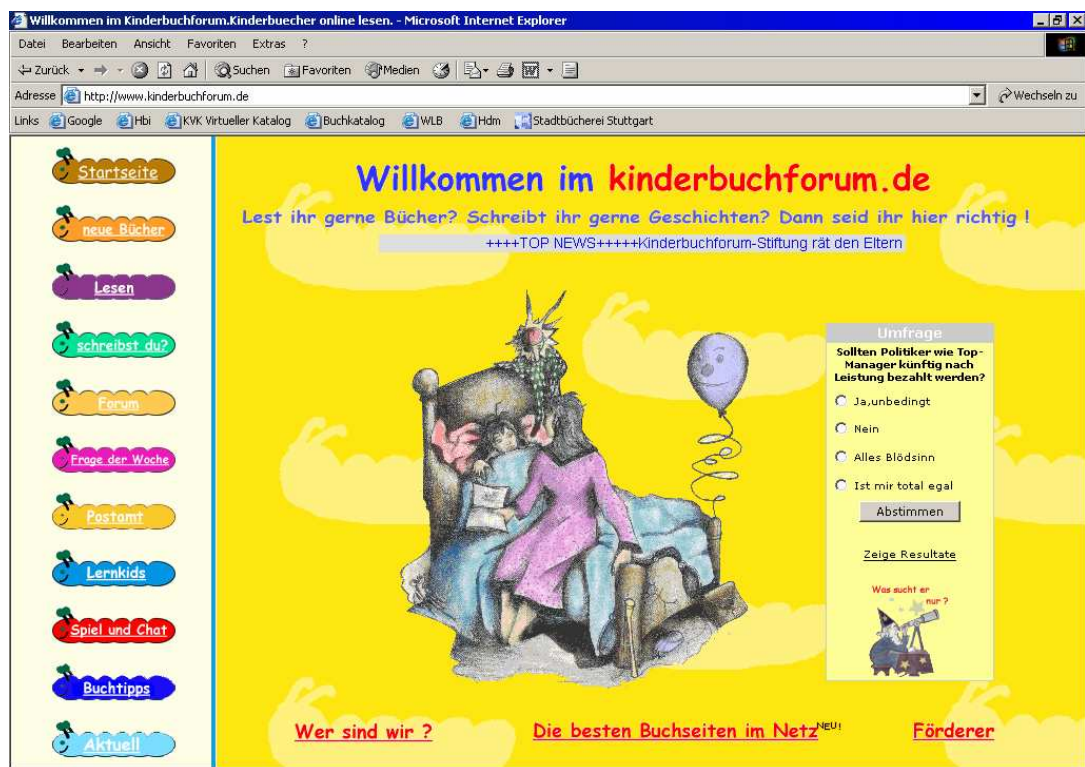 Willkommen im Kinderbuchforum.Kinderbuecher online lesen. - Microsoft Internet Explorer
Datei Bearbeiten Ansicht Favoriten Extras ?
Zurück Suchen Favoriten Medien
Adresse http://www.kinderbuchforum.de Wechseln zu
Links Google Hbi KVK Virtueller Katalog Buchkatalog WLB Hdm Stadtbücherei Stuttgart
Startseite
neue Bücher
Lesen
schreibst du?
Forum
Frage der Woche
Postamt
Lernkids
Spiel und Chat
Buchtipps
Aktuell
Willkommen im kinderbuchforum.de
Lest ihr gerne Bücher? Schreibt ihr gerne Geschichten? Dann seid ihr hier richtig !
++++TOP NEWS+++++Kinderbuchforum-Stiftung rät den Eltern
Umfrage
Sollten Politiker wie Top-
Manager künftig nach
Leistung bezahlt werden?
Ja,unbedingt
Nein
Alles Blödsinn
Ist mir total egal
Abstimmen
Zeige Resultate
Was sucht er
nur ?
Wer sind wir ? Die besten Buchseiten im Netz NEU! Förderer